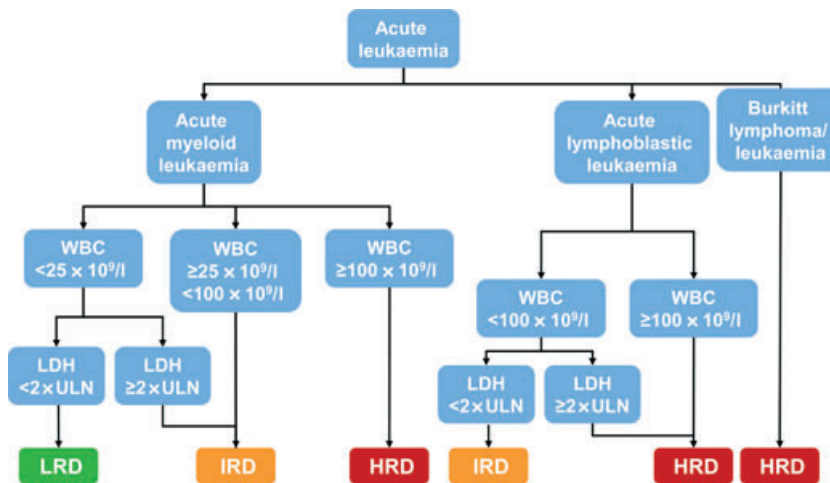 Acute
leukaemia
Acute
myeloid
leukaemia
Acute
lymphoblastic
leukaemia
Burkitt
lymphoma/
leukaemia
WBC
<25 × 10⁹/l
WBC
≥25 × 10⁹/l
<100 × 10⁹/l
WBC
≥100 × 10⁹/l
WBC
<100 × 10⁹/l
WBC
≥100 × 10⁹/l
LDH
<2×ULN
LDH
≥2×ULN
LDH
<2×ULN
LDH
≥2×ULN
LRD
IRD
HRD
IRD
HRD
HRD